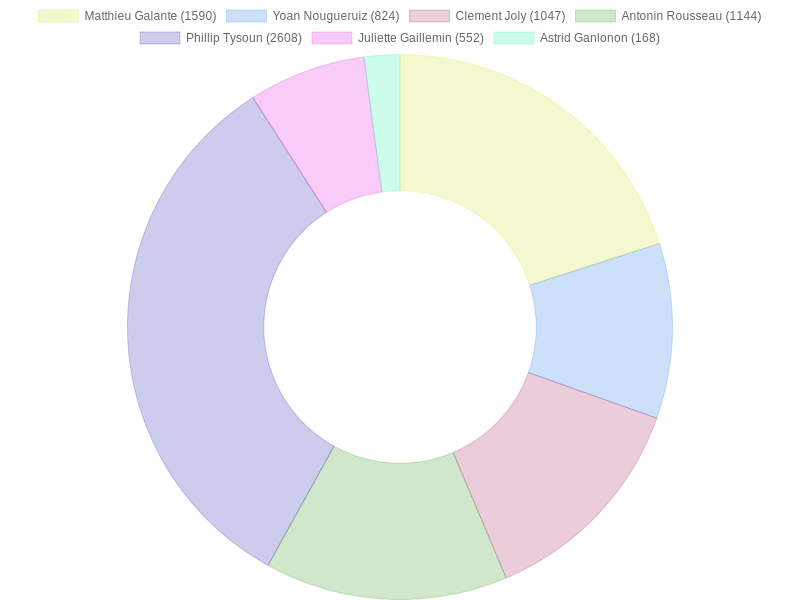 Matthieu Galante (1590) Yoan Nougueruiz (824) Clement Joly (1047) Antonin Rousseau (1144)
Phillip Tysoun (2608) Juliette Gaillemin (552) Astrid Ganlonon (168)